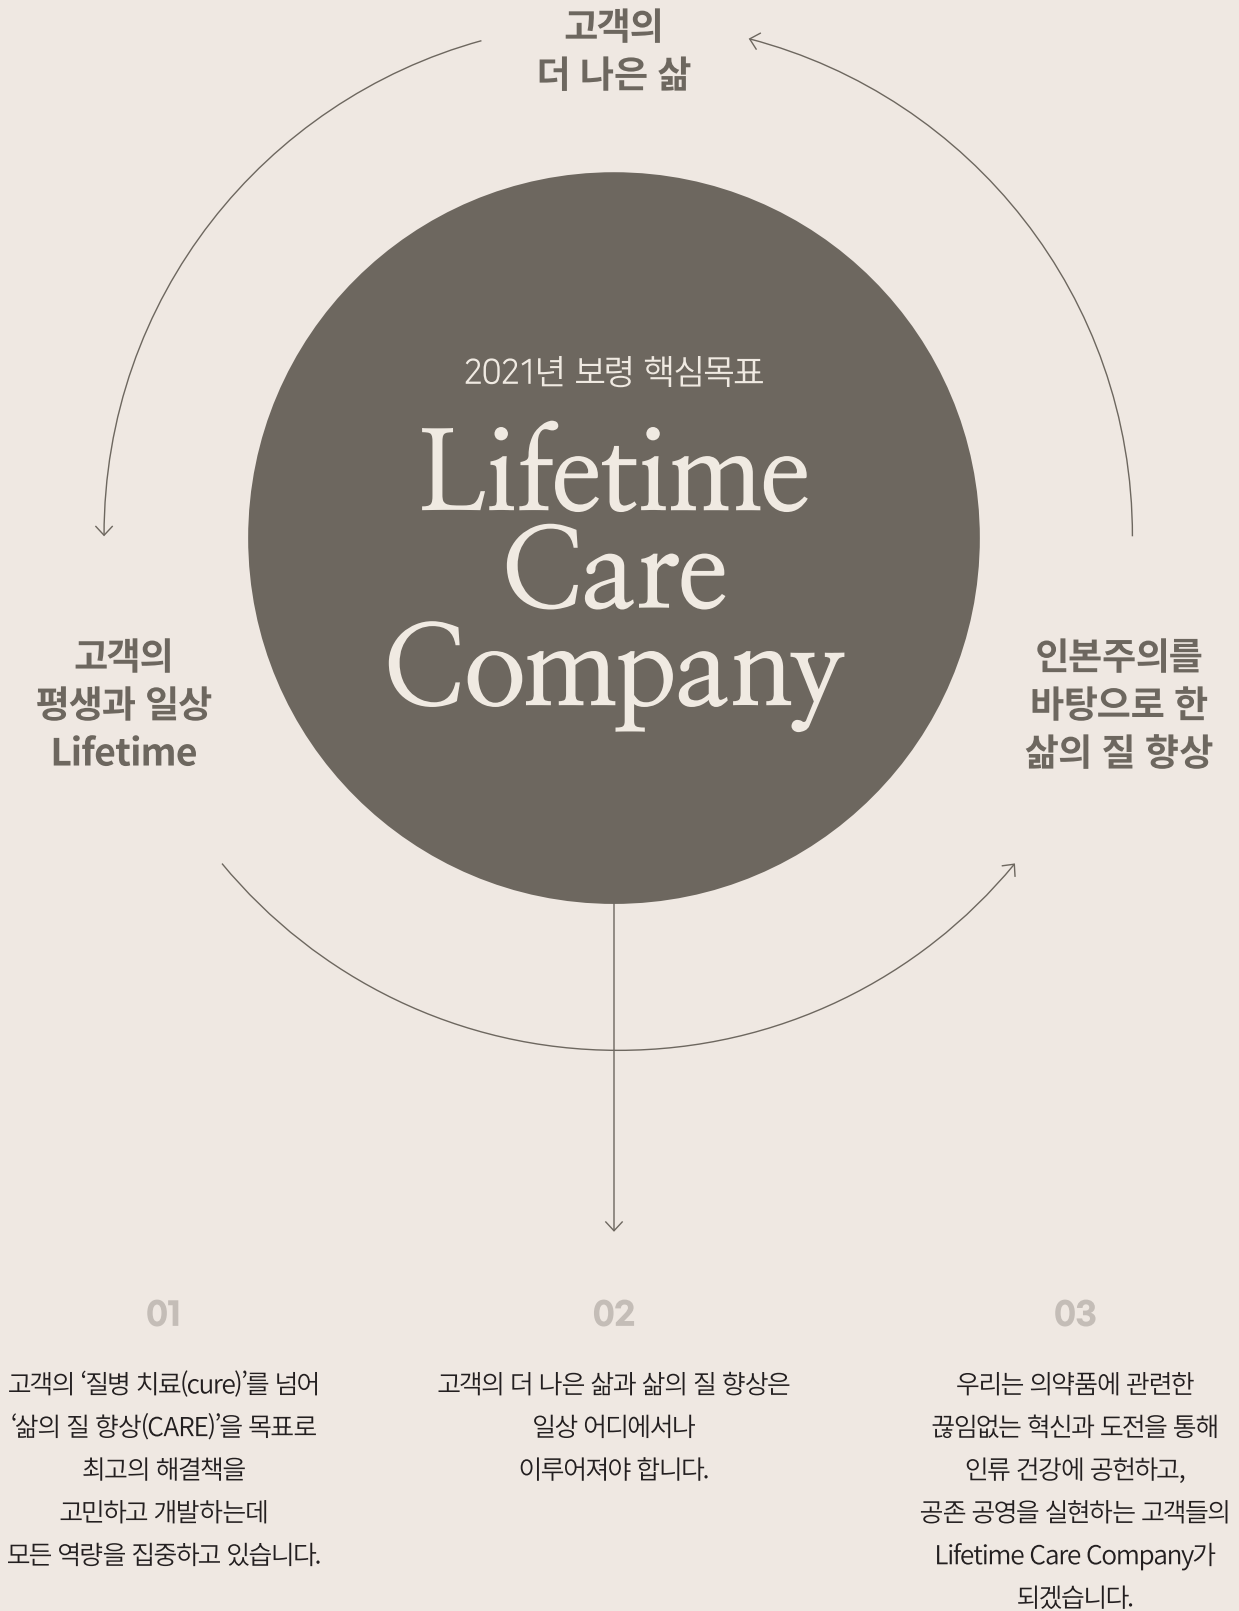 고객의
더 나은 삶
2021년 보령 핵심목표
Lifetime
Care
Company
고객의
평생과 일상
Lifetime
인본주의를
바탕으로 한
삶의 질 향상
01
고객의 ‘질병 치료(cure)’를 넘어
‘삶의 질 향상(CARE)’을 목표로
최고의 해결책을
고민하고 개발하는데
모든 역량을 집중하고 있습니다.
02
고객의 더 나은 삶과 삶의 질 향상은
일상 어디에서나
이루어져야 합니다.
03
우리는 의약품에 관련한
끊임없는 혁신과 도전을 통해
인류 건강에 공헌하고,
공존 공영을 실현하는 고객들의
Lifetime Care Company가
되겠습니다.